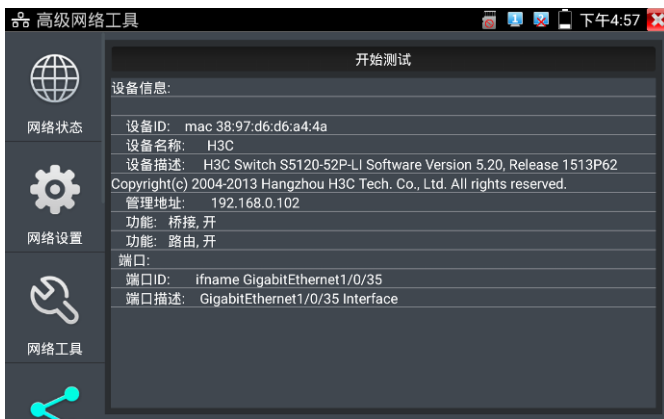 高级网络工具
下午4:57
开始测试
设备信息:
设备ID: mac 38:97:d6:d6:a4:4a
设备名称: H3C
设备描述: H3C Switch S5120-52P-LI Software Version 5.20, Release 1513P62
Copyright(c) 2004-2013 Hangzhou H3C Tech. Co., Ltd. All rights reserved.
管理地址: 192.168.0.102
功能: 桥接, 开
功能: 路由, 开
端口:
端口ID: ifname GigabitEthernet1/0/35
端口描述: GigabitEthernet1/0/35 Interface
网络状态
网络设置
网络工具